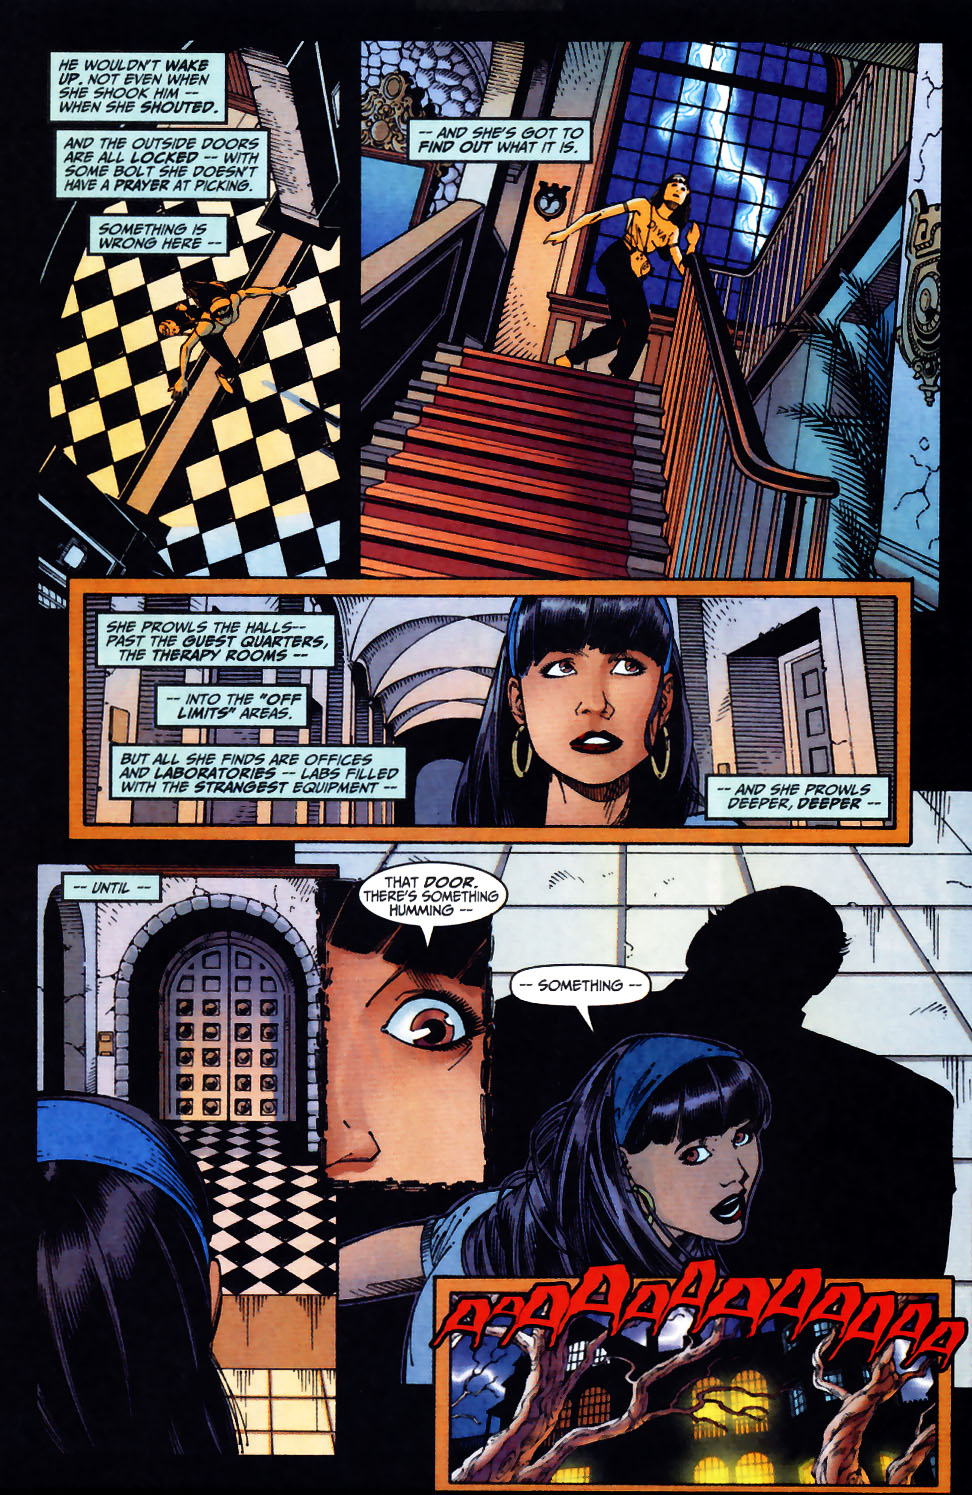 HE WOULDN'T WAKE
UP. NOT EVEN WHEN
SHE SHOOK HIM --
WHEN SHE SHOUTED.
AND THE OUTSIDE DOORS
ARE ALL LOCKED -- WITH
SOME BOLT SHE DOESN'T
HAVE A PRAYER AT PICKING.
SOMETHING IS
WRONG HERE --
-- AND SHE'S GOT TO
FIND OUT WHAT IT IS.
SHE PROWLS THE HALLS--
PAST THE GUEST QUARTERS,
THE THERAPY ROOMS --
-- INTO THE "OFF
LIMITS" AREAS.
BUT ALL SHE FINDS ARE OFFICES
AND LABORATORIES -- LABS FILLED
WITH THE STRANGEST EQUIPMENT --
-- AND SHE PROWLS
DEEPER, DEEPER --
-- UNTIL --
THAT DOOR.
THERE'S SOMETHING
HUMMING --
-- SOMETHING --
AAAAAAAAAAAAA